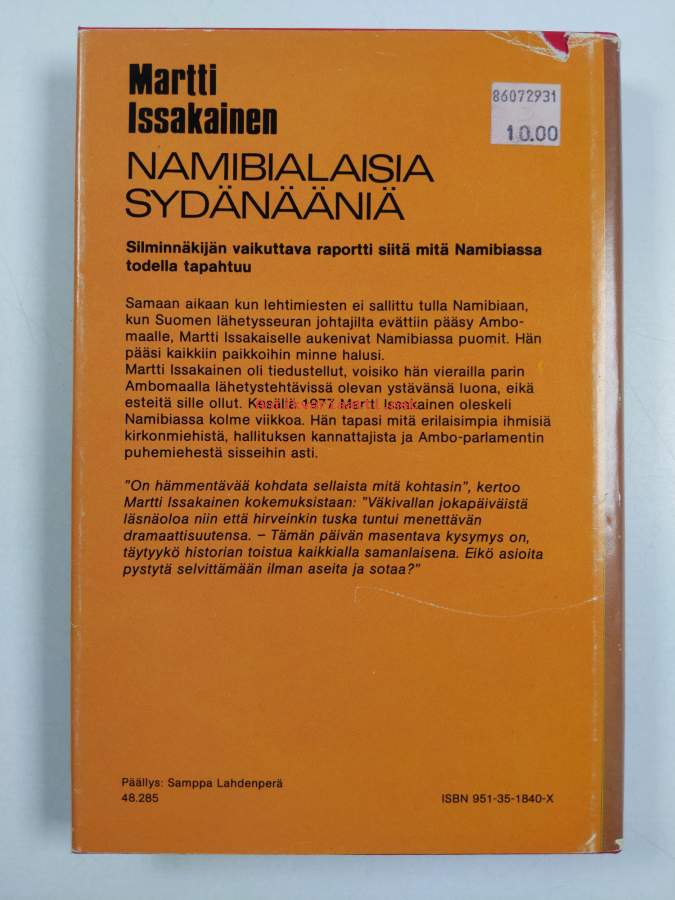 Martti
Issakainen
86072931
10.00
NAMIBIALAISIA
SYDÄNÄÄNIÄ
Silminnäkijän vaikuttava raportti siitä mitä Namibiassa
todella tapahtuu
Samaan aikaan kun lehtimiesten ei sallittu tulla Namibiaan,
kun Suomen lähetysseuran johtajilta evättiin pääsy Ambo-
maalle, Martti Issakaiselle aukenivat Namibiassa puomit. Hän
pääsi kaikkiin paikkoihin minne halusi.
Martti Issakainen oli tiedustellut, voisiko hän vierailla parin
Ambomaalla lähetystehtävissä olevan ystävänsä luona, eikä
esteitä sille ollut. Kesällä 1977 Martti Issakainen oleskeli
Namibiassa kolme viikkoa. Hän tapasi mitä erilaisimpia ihmisiä
kirkonmiehistä, hallituksen kannattajista ja Ambo-parlamentin
puhemiehestä sisseihin asti.
"On hämmentävää kohdata sellaista mitä kohtasin", kertoo
Martti Issakainen kokemuksistaan: "Väkivallan jokapäiväistä
läsnäoloa niin että hirveinkin tuska tuntui menettävän
dramaattisuutensa. – Tämän päivän masentava kysymys on,
täytyykö historian toistua kaikkialla samanlaisena. Eikö asioita
pystytä selvittämään ilman aseita ja sotaa?"
Päällys: Samppa Lahdenperä
48.285
ISBN 951-35-1840-X